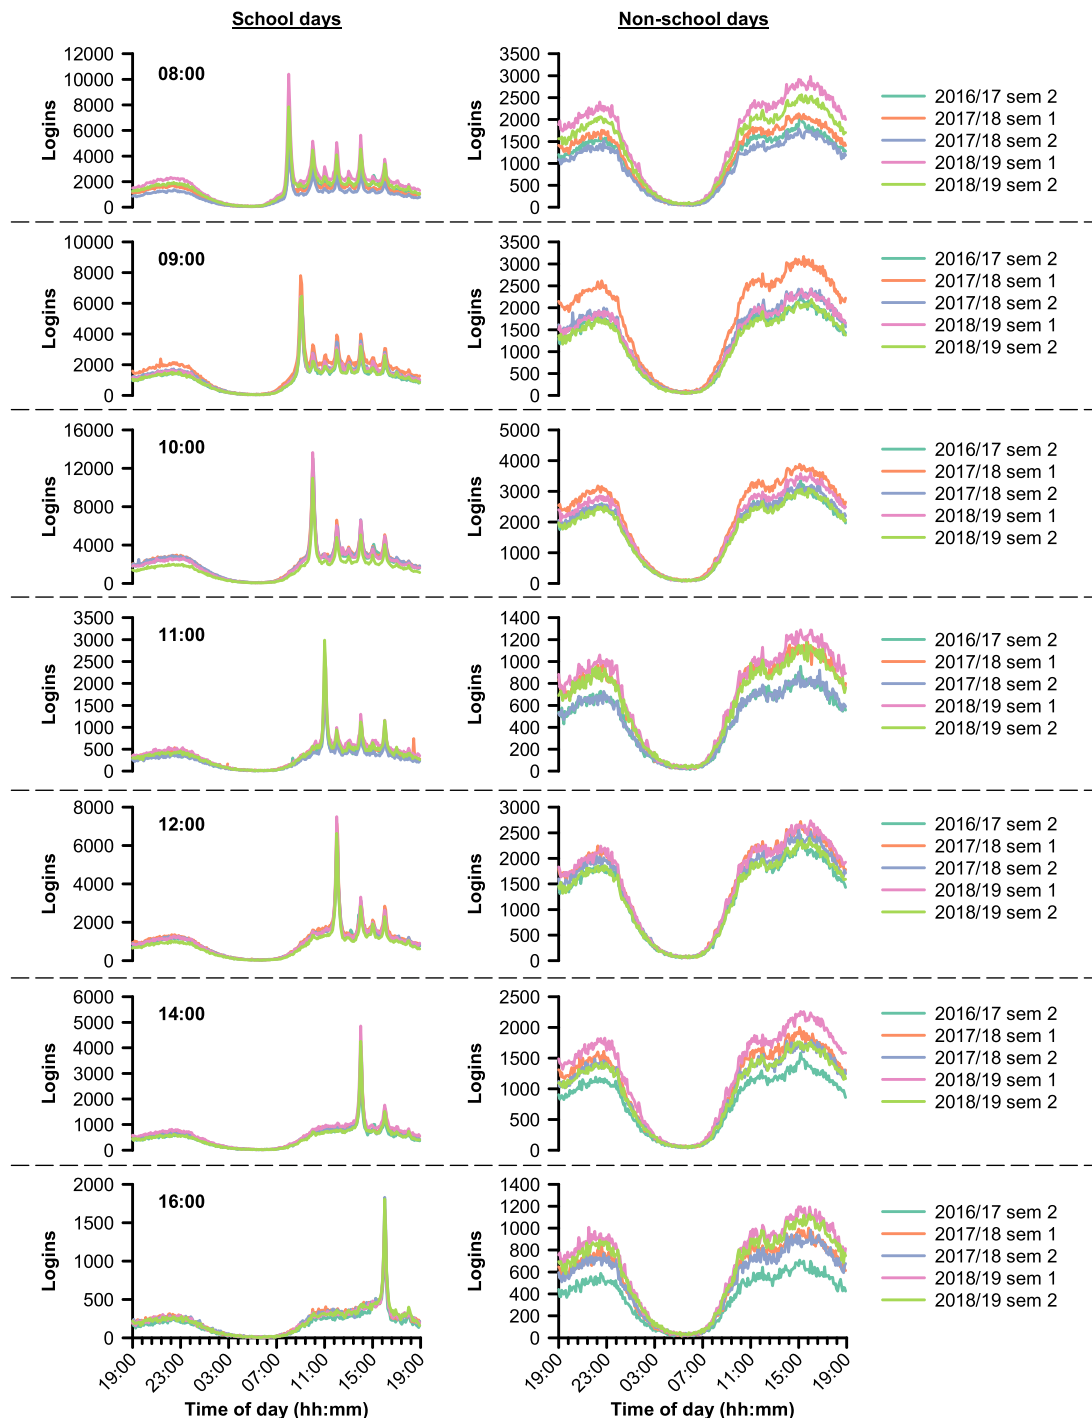 School days
Non-school days
12000
10000
8000
6000
4000
2000
0
Logins
08:00
3500
3000
2500
2000
1500
1000
500
0
Logins
2016/17 sem 2
2017/18 sem 1
2017/18 sem 2
2018/19 sem 1
2018/19 sem 2
10000
8000
6000
4000
2000
0
Logins
09:00
3500
3000
2500
2000
1500
1000
500
0
Logins
2016/17 sem 2
2017/18 sem 1
2017/18 sem 2
2018/19 sem 1
2018/19 sem 2
16000
12000
8000
4000
0
Logins
10:00
5000
4000
3000
2000
1000
0
Logins
2016/17 sem 2
2017/18 sem 1
2017/18 sem 2
2018/19 sem 1
2018/19 sem 2
3500
3000
2500
2000
1500
1000
500
0
Logins
11:00
1400
1200
1000
800
600
400
200
0
Logins
2016/17 sem 2
2017/18 sem 1
2017/18 sem 2
2018/19 sem 1
2018/19 sem 2
8000
6000
4000
2000
0
Logins
12:00
3000
2500
2000
1500
1000
500
0
Logins
2016/17 sem 2
2017/18 sem 1
2017/18 sem 2
2018/19 sem 1
2018/19 sem 2
6000
5000
4000
3000
2000
1000
0
Logins
14:00
2500
2000
1500
1000
500
0
Logins
2016/17 sem 2
2017/18 sem 1
2017/18 sem 2
2018/19 sem 1
2018/19 sem 2
2000
1500
1000
500
0
Logins
16:00
19:00
23:00
03:00
07:00
11:00
15:00
19:00
Time of day (hh:mm)
1400
1200
1000
800
600
400
200
0
Logins
19:00
23:00
03:00
07:00
11:00
15:00
19:00
Time of day (hh:mm)
2016/17 sem 2
2017/18 sem 1
2017/18 sem 2
2018/19 sem 1
2018/19 sem 2